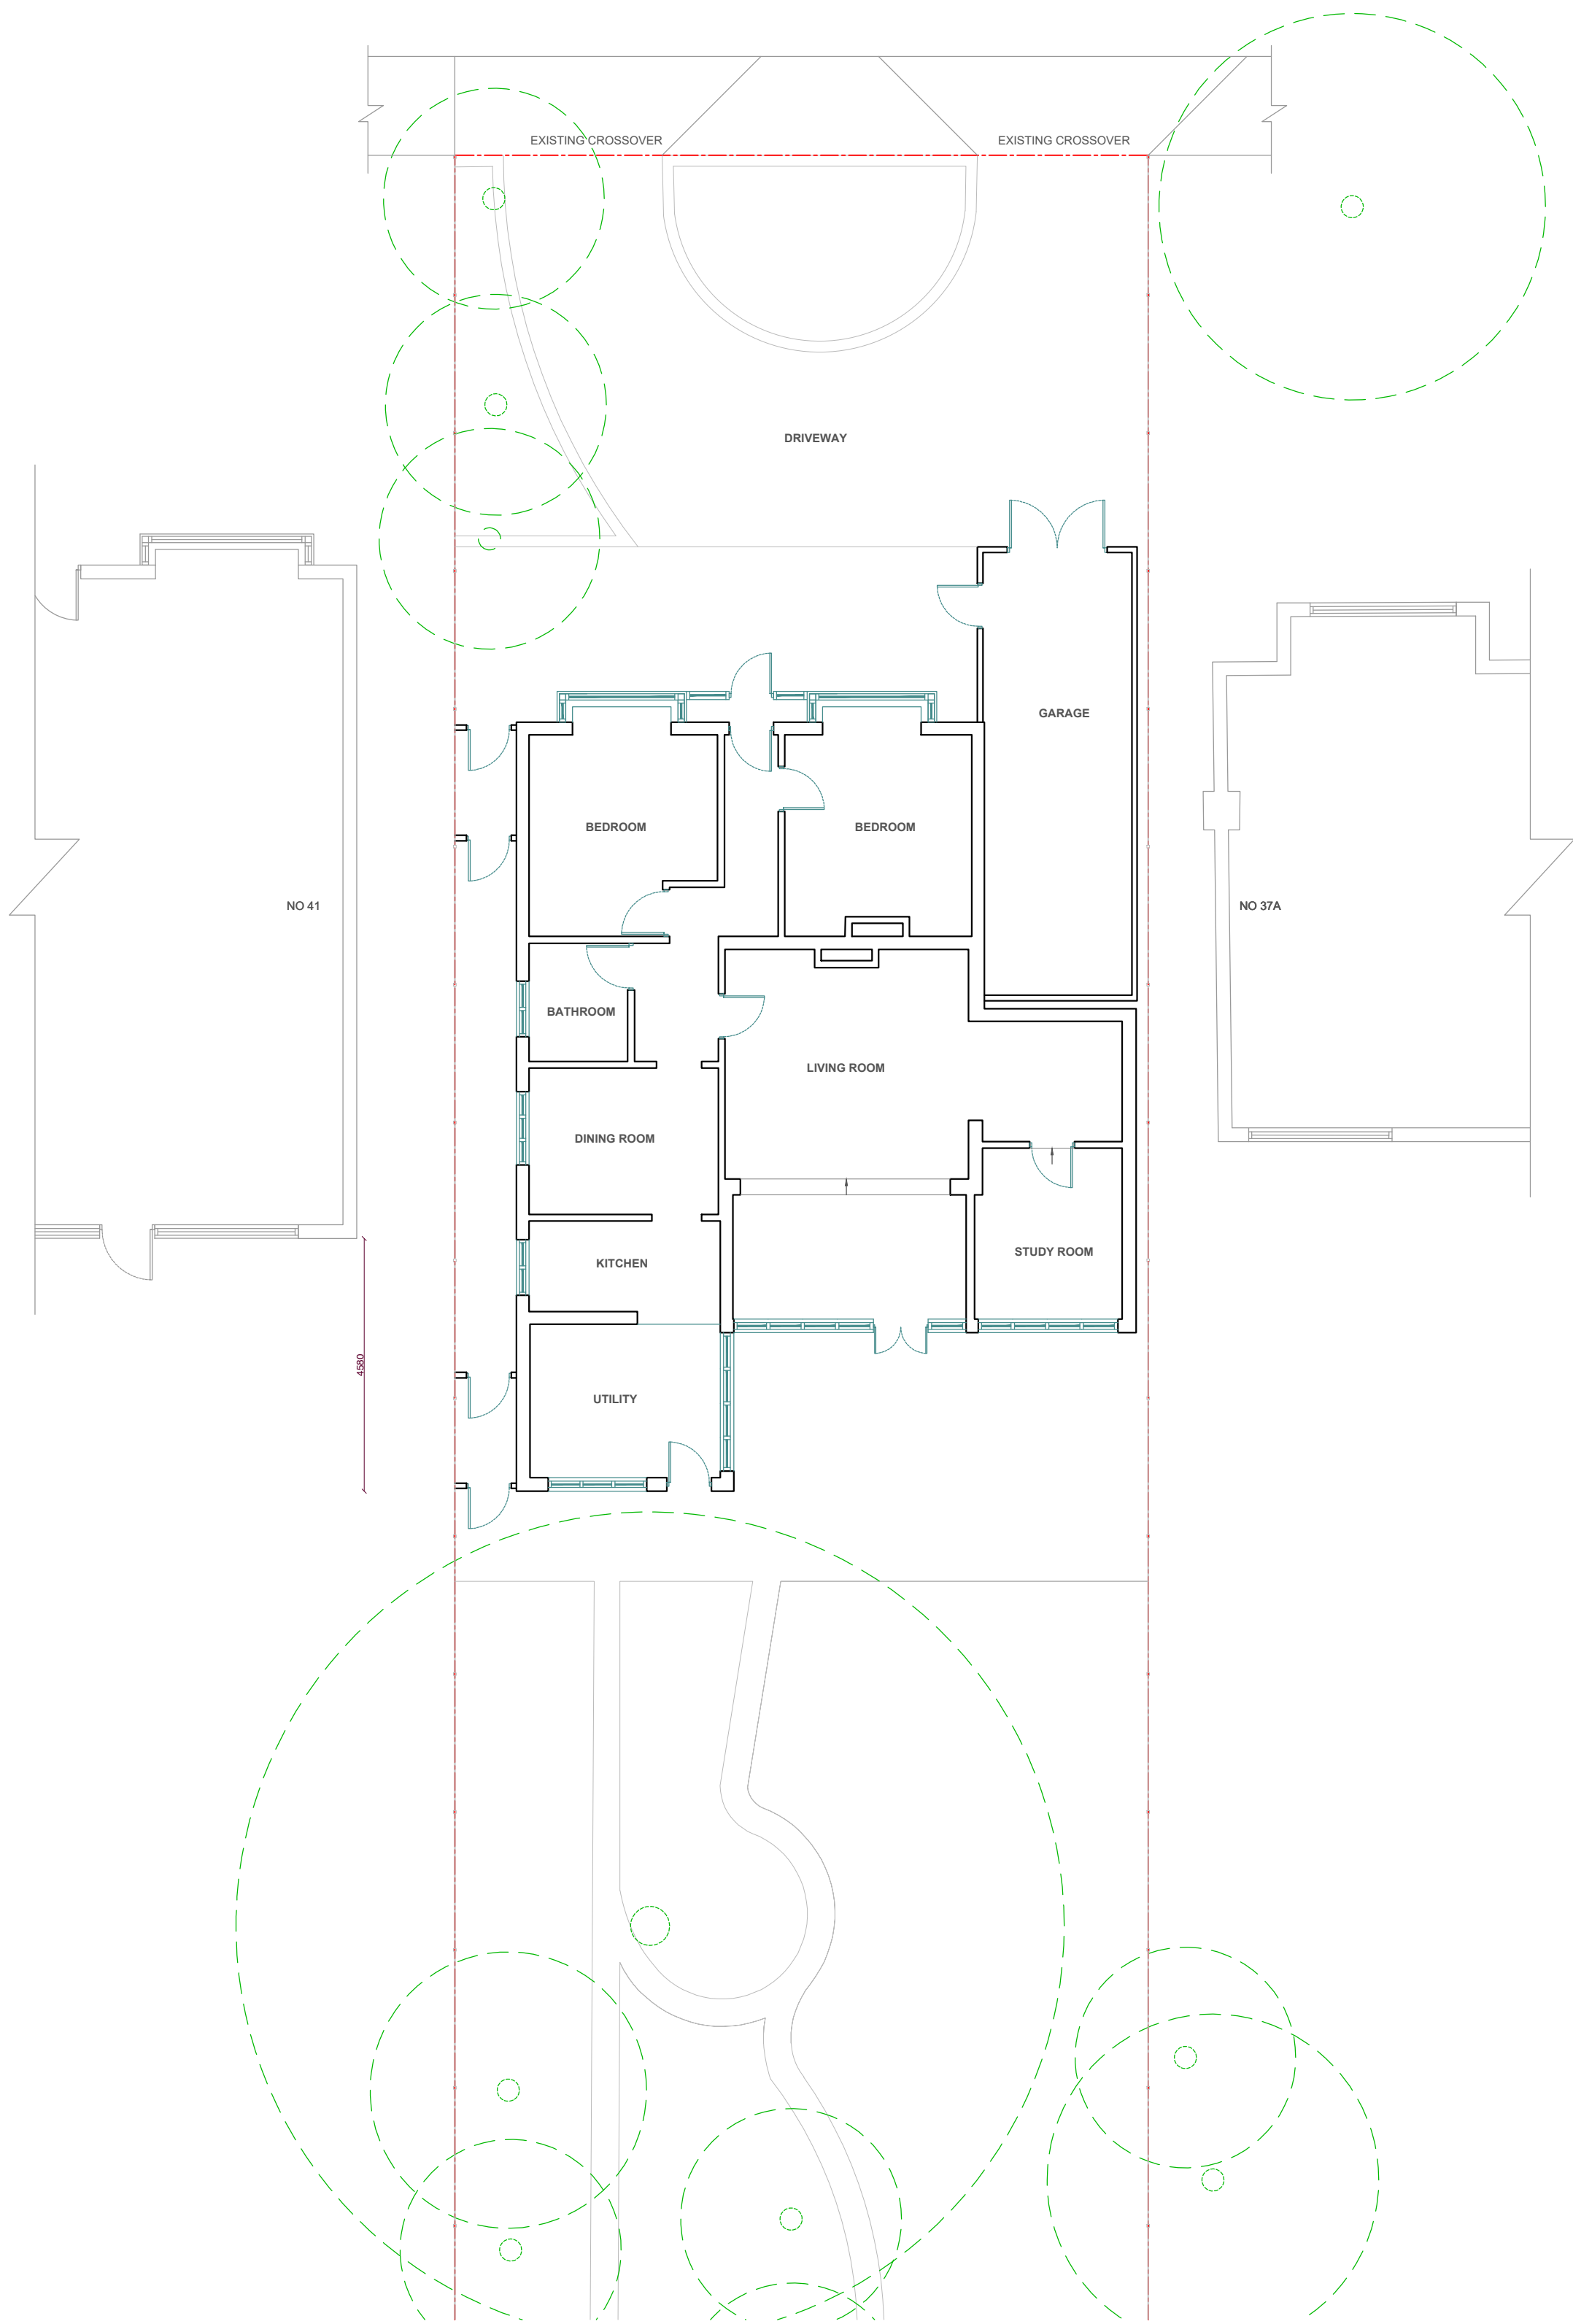 EXISTING CROSSOVER
EXISTING CROSSOVER
DRIVEWAY
GARAGE
BEDROOM
BEDROOM
NO 41
NO 37A
BATHROOM
LIVING ROOM
DINING ROOM
STUDY ROOM
KITCHEN
4580
UTILITY